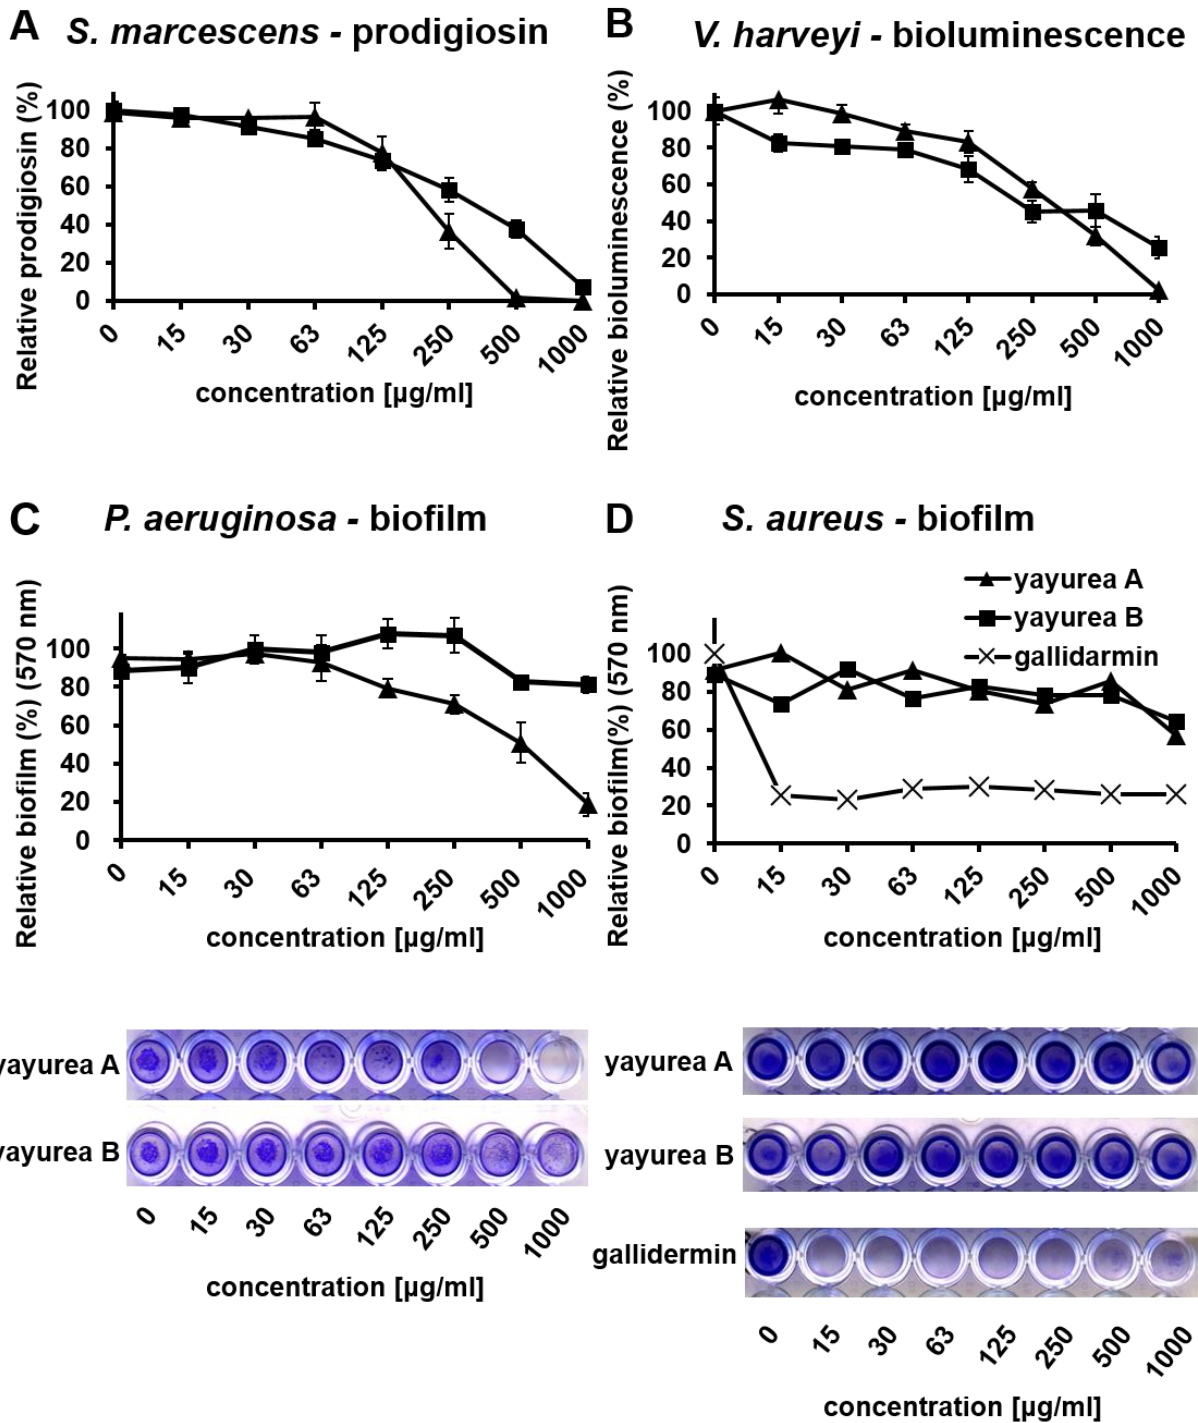 A S. marcescens - prodigiosin
Relative prodigiosin (%)
100
80
60
40
20
0
0 15 30 63 125 250 500 1000
concentration [µg/ml]
B V. harveyi - bioluminescence
Relative bioluminescence (%)
100
80
60
40
20
0
0 15 30 63 125 250 500 1000
concentration [µg/ml]
C P. aeruginosa - biofilm
Relative biofilm (%) (570 nm)
100
80
60
40
20
0
0 15 30 63 125 250 500 1000
concentration [µg/ml]
yayurea A
yayurea B
0 15 30 63 125 250 500 1000
concentration [µg/ml]
D S. aureus - biofilm
yayurea A
yayurea B
gallidarmin
Relative biofilm(%) (570 nm)
100
80
60
40
20
0
0 15 30 63 125 250 500 1000
concentration [µg/ml]
yayurea A
yayurea B
gallidermin
0 15 30 63 125 250 500 1000
concentration [µg/ml]